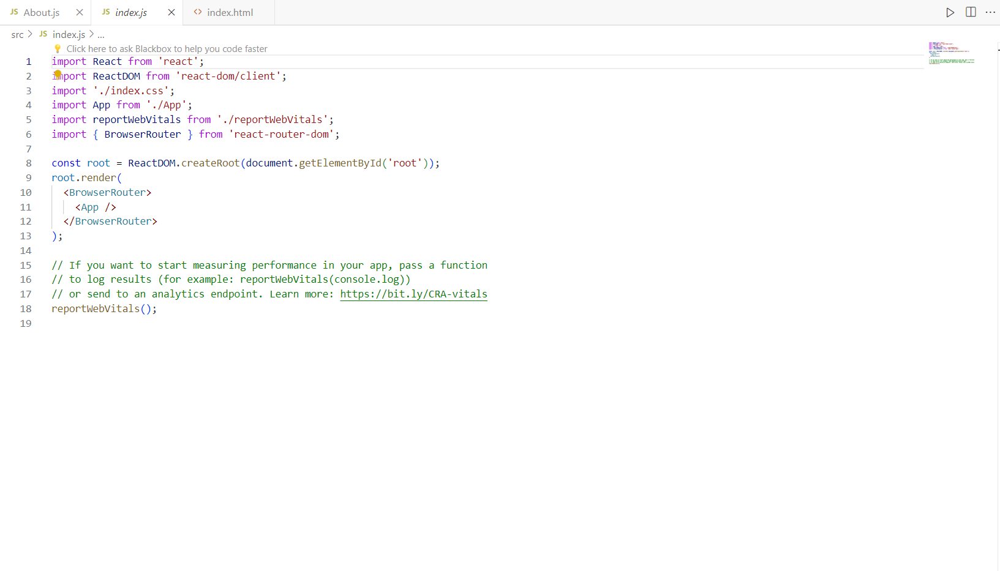 JS About.js
JS index.js
<> index.html
src > JS index.js > ...
Click here to ask Blackbox to help you code faster
1 import React from 'react';
2 import ReactDOM from 'react-dom/client';
3 import './index.css';
4 import App from './App';
5 import reportWebVitals from './reportWebVitals';
6 import { BrowserRouter } from 'react-router-dom';
7
8 const root = ReactDOM.createRoot(document.getElementById('root'));
9 root.render(
10   <BrowserRouter>
11     <App />
12   </BrowserRouter>
13 );
14
15 // If you want to start measuring performance in your app, pass a function
16 // to log results (for example: reportWebVitals(console.log))
17 // or send to an analytics endpoint. Learn more: https://bit.ly/CRA-vitals
18 reportWebVitals();
19